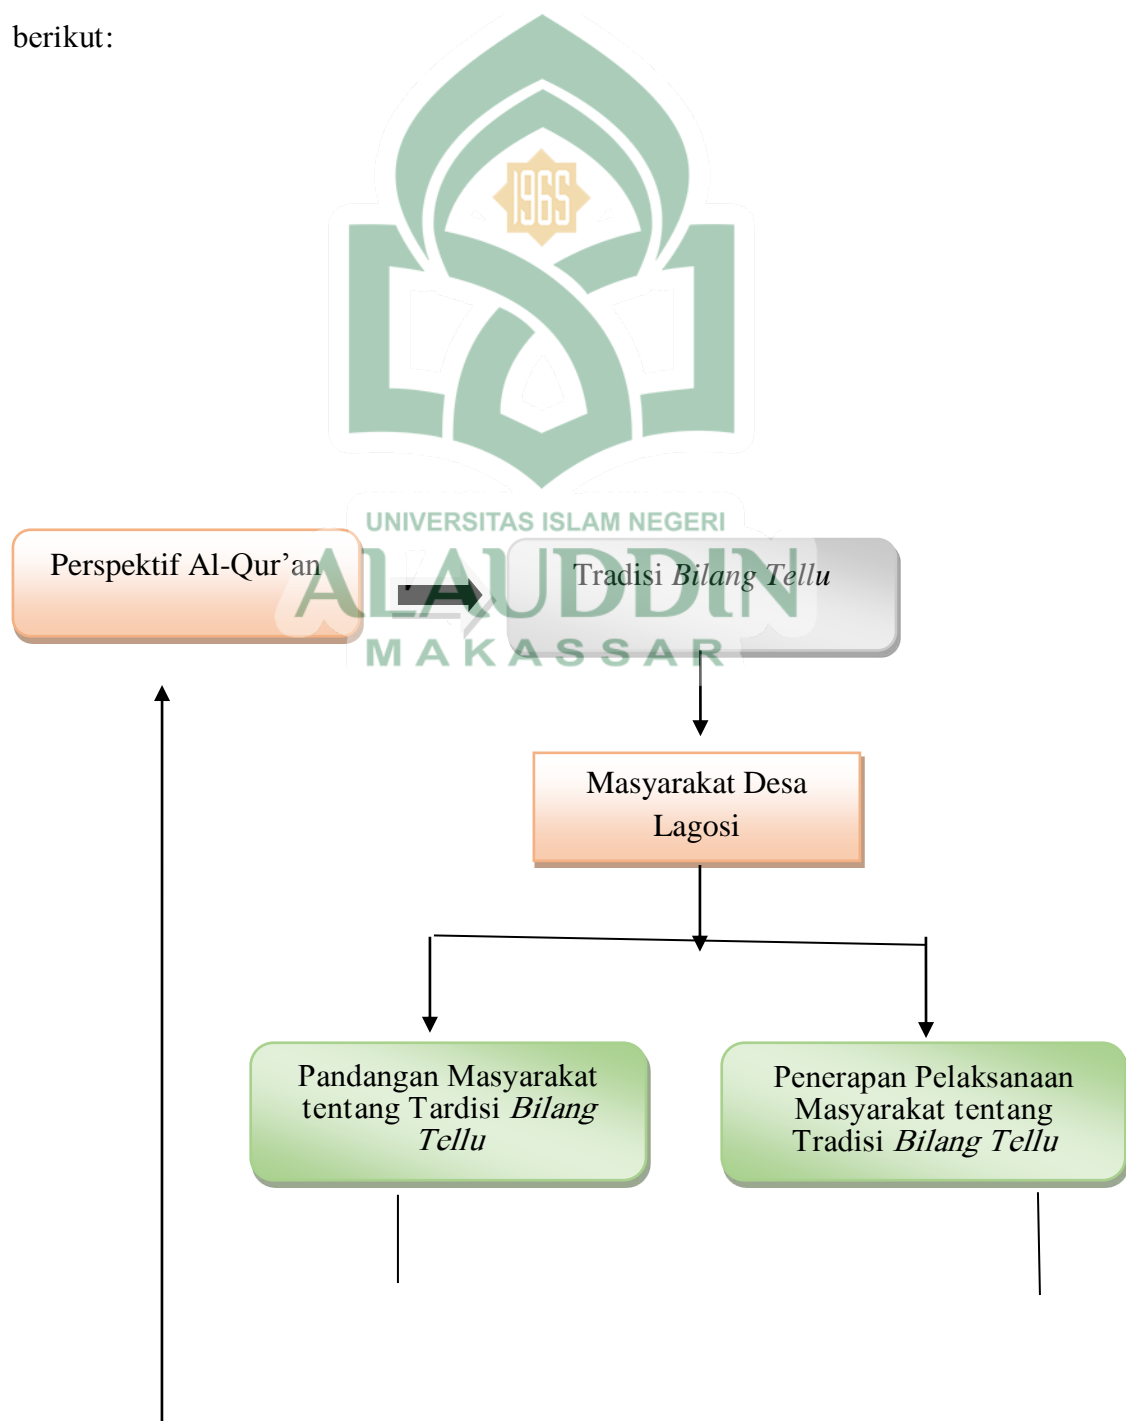 berikut:
1965
UNIVERSITAS ISLAM NEGERI
ALAUDDIN
MAKASSAR
Perspektif Al-Qur’an
Tradisi Bilang Tellu
Masyarakat Desa
Lagosi
Pandangan Masyarakat
tentang Tardisi Bilang
Tellu
Penerapan Pelaksanaan
Masyarakat tentang
Tradisi Bilang Tellu